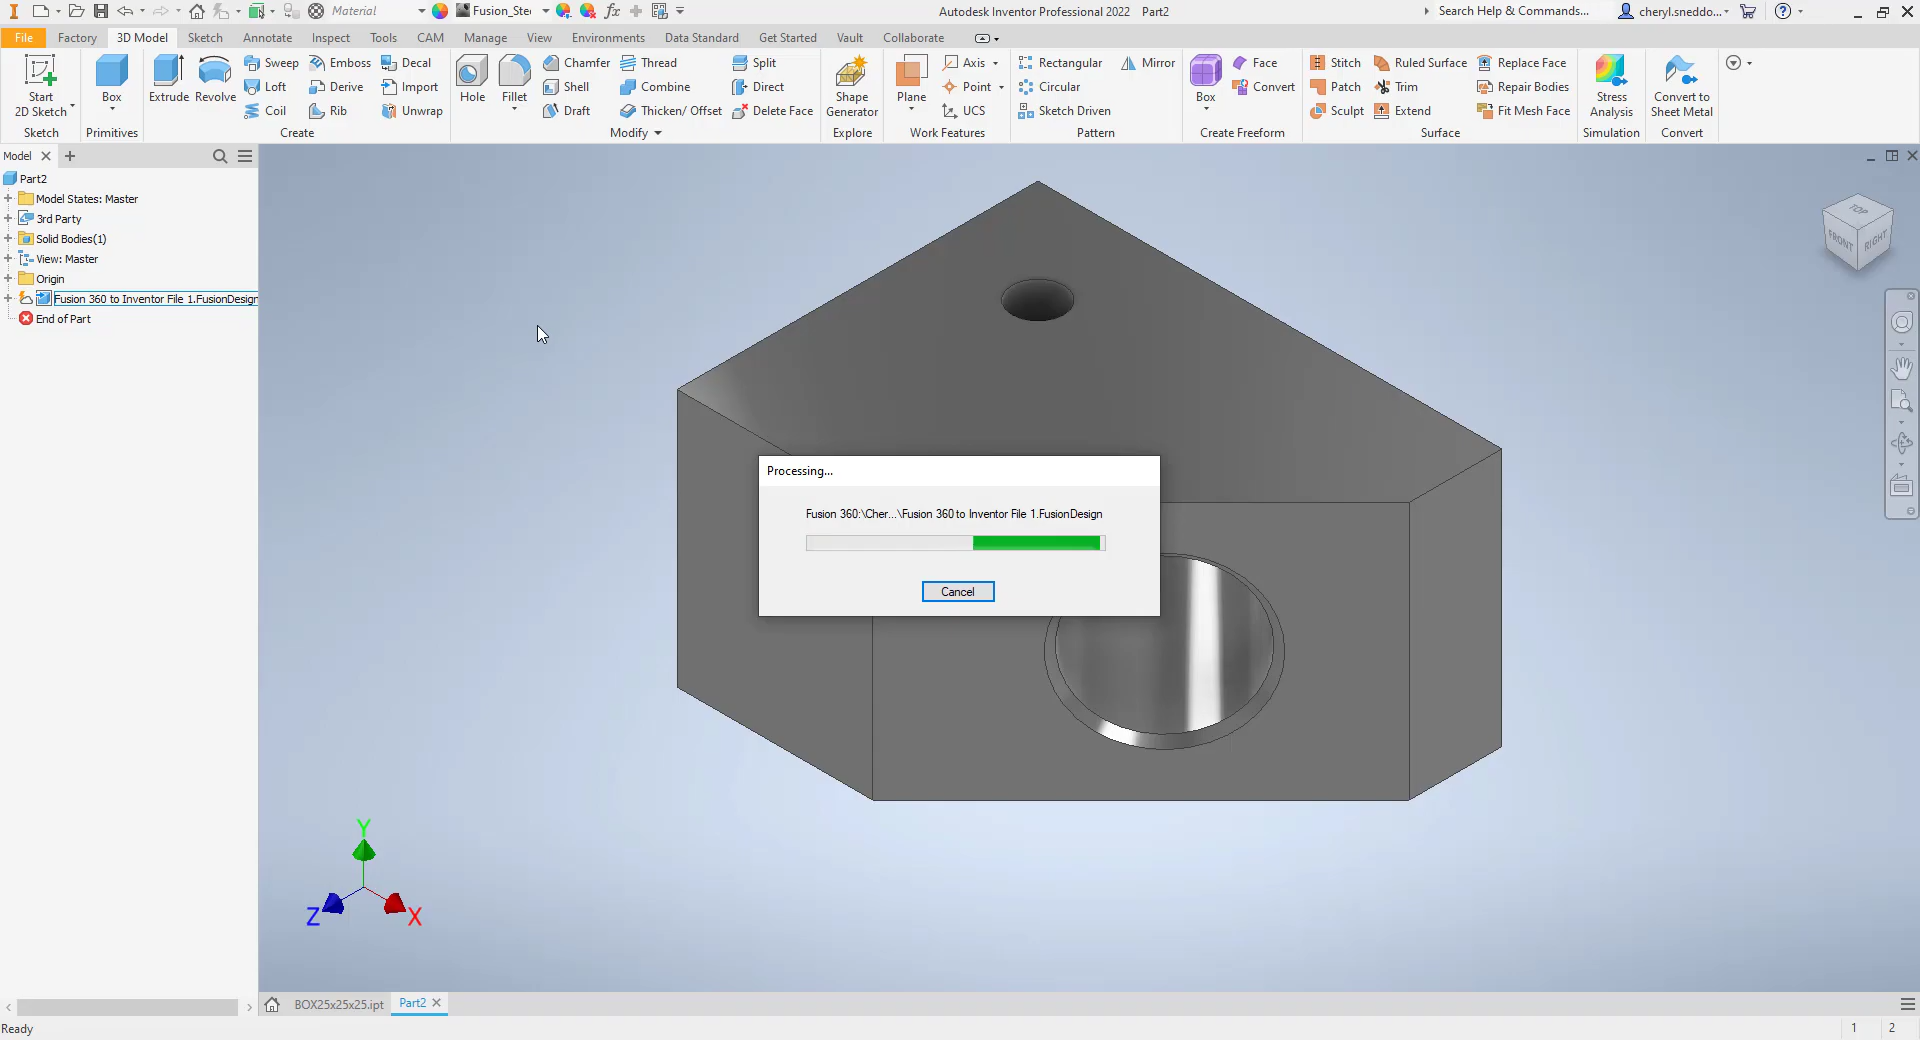 Material
Fusion_Ste
Autodesk Inventor Professional 2022 Part2
Search Help & Commands...
cheryl.sneddo...
File Factory 3D Model Sketch Annotate Inspect Tools CAM Manage View Environments Data Standard Get Started Vault Collaborate
Start
2D Sketch
Sketch
Box
Primitives
Extrude
Revolve
Sweep
Emboss
Decal
Loft
Derive
Import
Coil
Rib
Unwrap
Create
Hole
Fillet
Chamfer
Thread
Split
Shell
Combine
Direct
Draft
Thicken/ Offset
Delete Face
Modify
Shape
Generator
Explore
Plane
Axis
Point
UCS
Work Features
Rectangular
Mirror
Circular
Sketch Driven
Pattern
Box
Face
Convert
Create Freeform
Stitch
Ruled Surface
Replace Face
Patch
Trim
Repair Bodies
Sculpt
Extend
Fit Mesh Face
Surface
Stress
Analysis
Simulation
Convert to
Sheet Metal
Convert
Model
Part2
Model States: Master
3rd Party
Solid Bodies(1)
View: Master
Origin
Fusion 360 to Inventor File 1.FusionDesign
End of Part
TOP
FRONT
RIGHT
Processing...
Fusion 360:\Cher...\Fusion 360 to Inventor File 1.FusionDesign
Cancel
Y
Z
X
BOX25x25x25.ipt
Part2
Ready
1 2